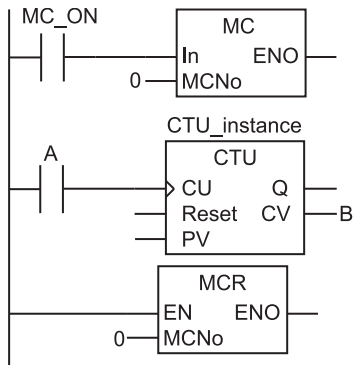 MC_ON
MC
In ENO
0 MCNo
CTU_instance
A
CTU
CU Q
Reset CV B
PV
MCR
EN ENO
0 MCNo